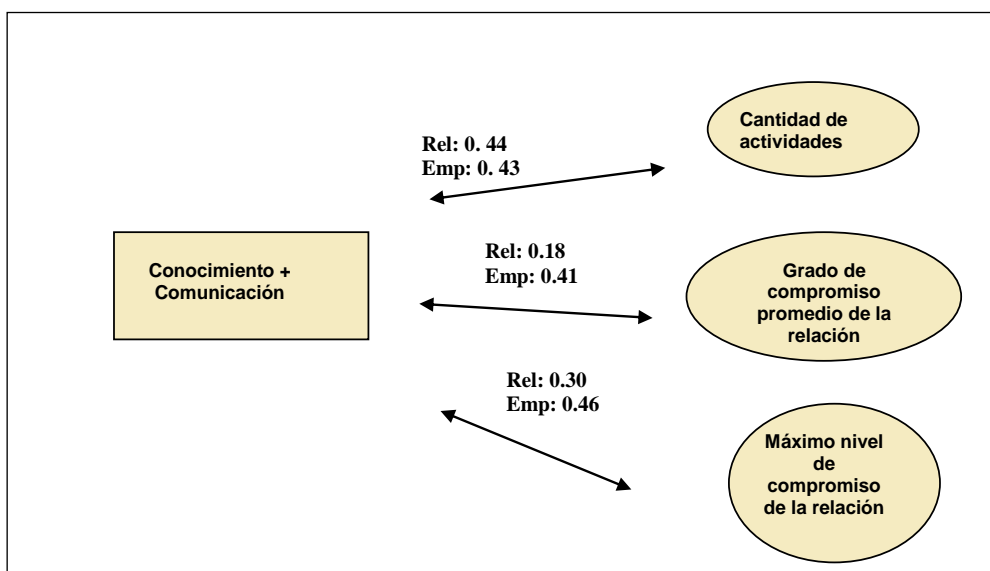 Cantidad de
actividades
Rel: 0. 44
Emp: 0. 43
Rel: 0.18
Emp: 0.41
Conocimiento +
Comunicación
Grado de
compromiso
promedio de la
relación
Rel: 0.30
Emp: 0.46
Máximo nivel
de
compromiso
de la relación